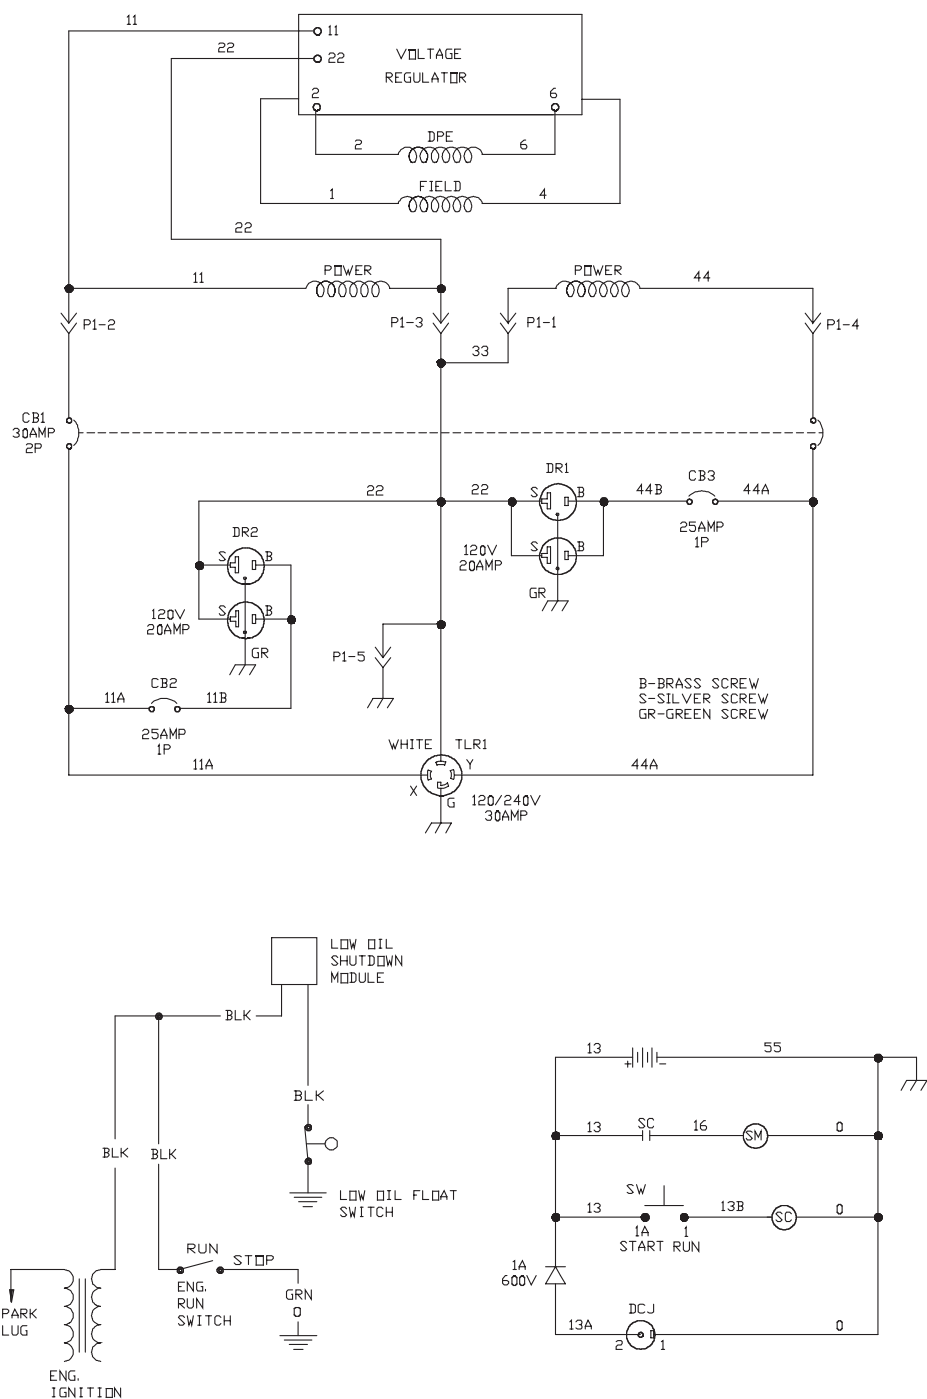 11
11
22
22
VOLTAGE
REGULATOR
2
6
DPE
2
6
FIELD
1
4
22
POWER
11
POWER
44
P1-2
P1-3
P1-1
P1-4
33
CB1
30AMP
2P
DR1
CB3
22
22
S
B
44B
44A
25AMP
1P
DR2
S
B
S
B
120V
20AMP
GR
S
B
120V
20AMP
GR
P1-5
CB2
11A
11B
25AMP
1P
B-BRASS SCREW
S-SILVER SCREW
GR-GREEN SCREW
WHITE
TLR1
11A
Y
44A
X
G
120/240V
30AMP
LOW OIL
SHUTDOWN
MODULE
BLK
BLK
BLK
BLK
LOW OIL FLOAT
SWITCH
RUN
STOP
ENG.
RUN
SWITCH
GRN
0
PARK
LUG
ENG.
IGNITION
13
55
+
-
13
SC
16
SM
0
SW
13
13B
SC
0
1A
1
START RUN
1A
600V
DCJ
13A
0
2
1